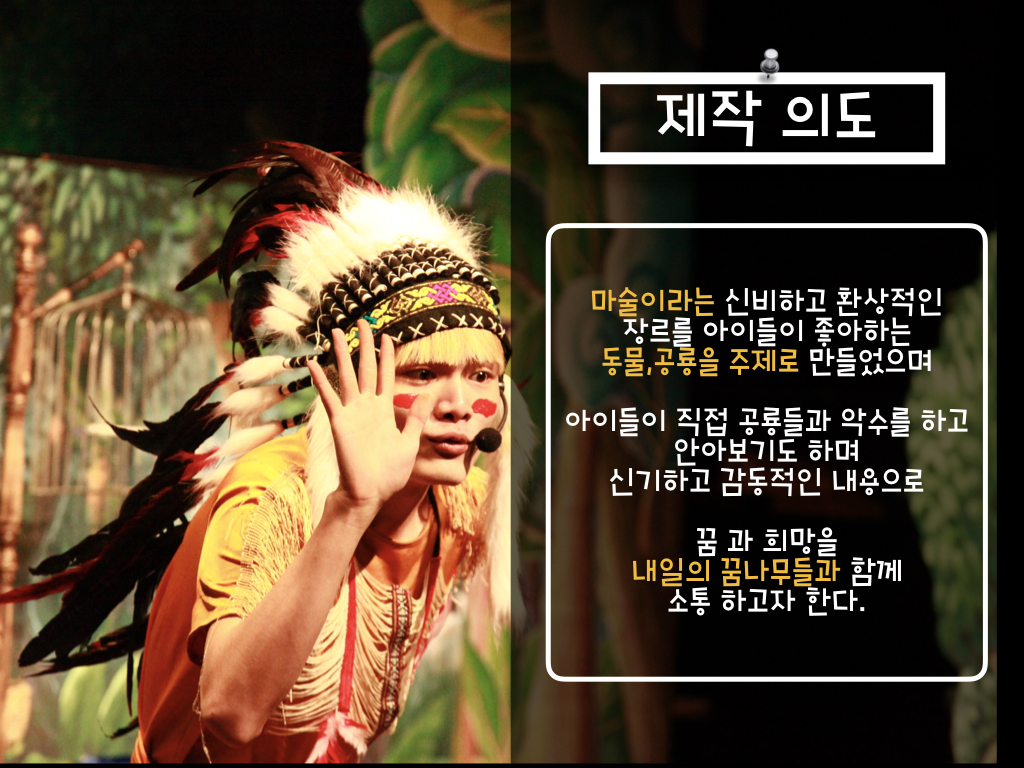 제작 의도
마술이라는 신비하고 환상적인
장르를 아이들이 좋아하는
동물,공룡을 주제로 만들었으며
아이들이 직접 공룡들과 악수를 하고
안아보기도 하며
신기하고 감동적인 내용으로
꿈 과 희망을
내일의 꿈나무들과 함께
소통 하고자 한다.